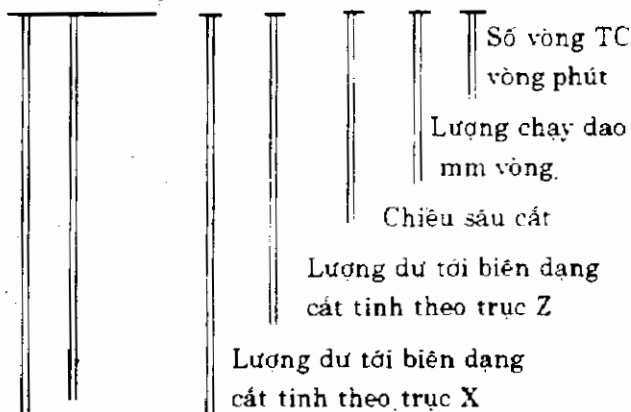 Số vòng TC
vòng phút
Lượng chạy dao
mm vòng.
Chiều sâu cắt
Lượng dư tới biên dạng
cắt tinh theo trục Z
Lượng dư tới biên dạng
cắt tinh theo trục X